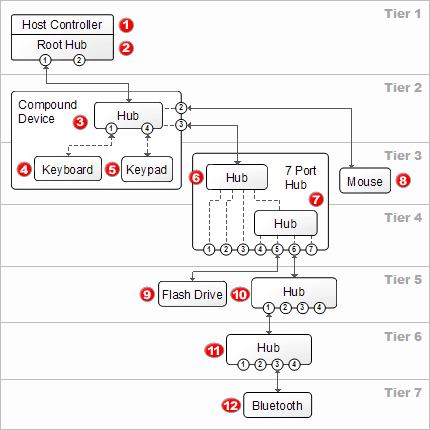 Tier 1
Host Controller 1
Root Hub 2
1 2
Tier 2
Compound
Device
3 Hub
1 4
2
3
Tier 3
4 Keyboard
5 Keypad
6 Hub
7 Port
Hub
7
Mouse 8
Tier 4
Hub
1 2 3 4 5 6 7
Tier 5
9 Flash Drive
10 Hub
1 2 3 4
Tier 6
11 Hub
1 2 3 4
Tier 7
12 Bluetooth